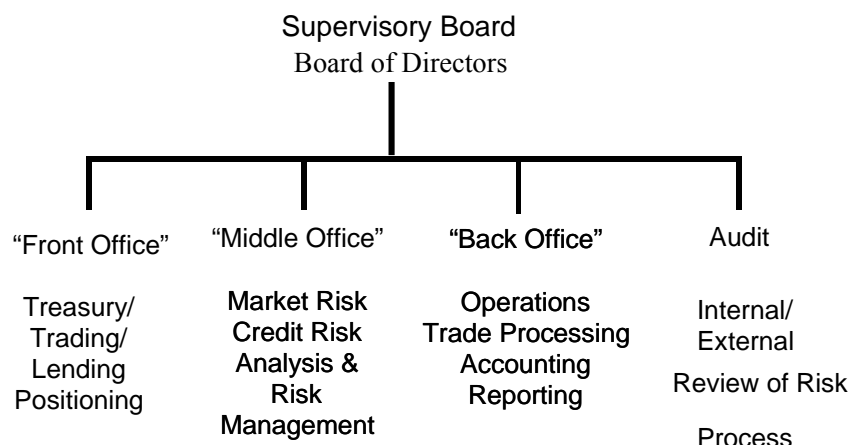 Supervisory Board
Board of Directors
“Front Office”
Treasury/
Trading/
Lending
Positioning
“Middle Office”
Market Risk
Credit Risk
Analysis &
Risk
Management
“Back Office”
Operations
Trade Processing
Accounting
Reporting
Audit
Internal/
External
Review of Risk
Process